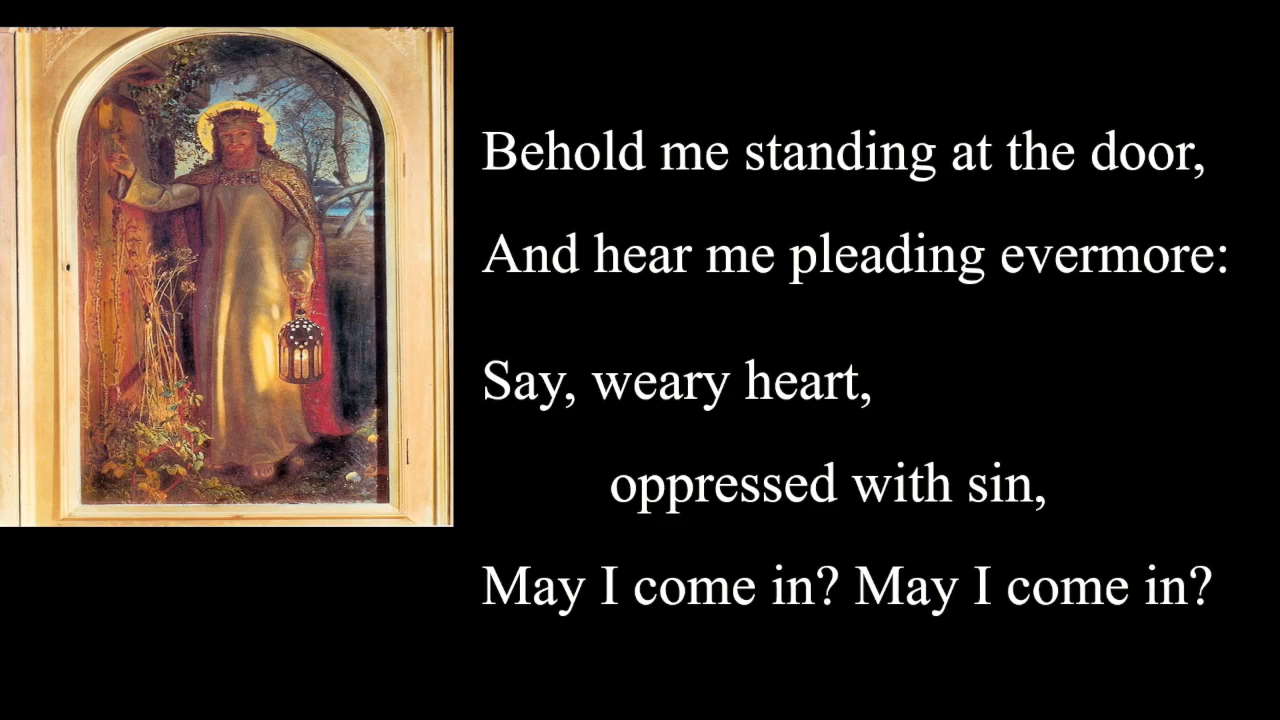 Behold me standing at the door,
And hear me pleading evermore:
Say, weary heart,
oppressed with sin,
May I come in? May I come in?